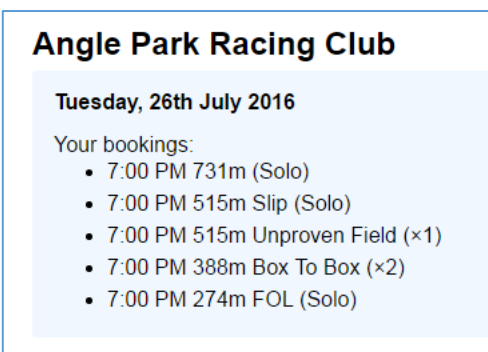 Angle Park Racing Club
Tuesday, 26th July 2016
Your bookings:
• 7:00 PM 731m (Solo)
• 7:00 PM 515m Slip (Solo)
• 7:00 PM 515m Unproven Field (×1)
• 7:00 PM 388m Box To Box (×2)
• 7:00 PM 274m FOL (Solo)